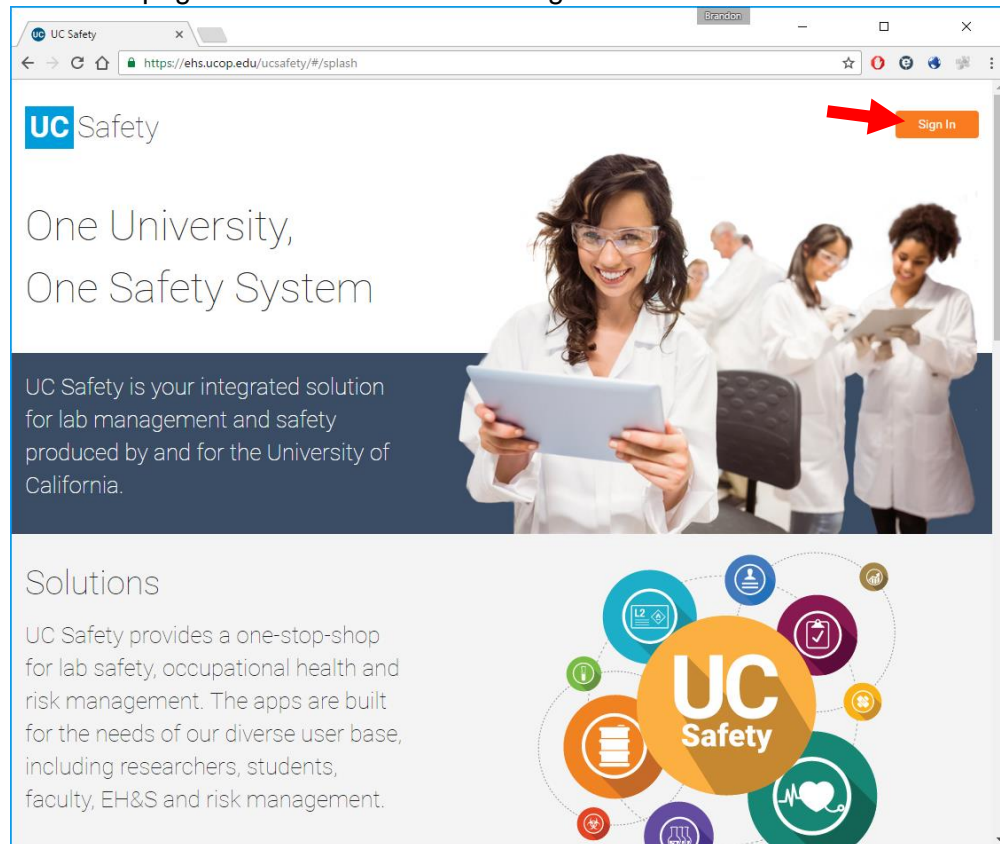 Brandon
UC Safety
https://ehs.ucop.edu/ucsafety/#/splash
UC Safety
Sign In
One University,
One Safety System
UC Safety is your integrated solution
for lab management and safety
produced by and for the University of
California.
Solutions
UC Safety provides a one-stop-shop
for lab safety, occupational health and
risk management. The apps are built
for the needs of our diverse user base,
including researchers, students,
faculty, EH&S and risk management.
L2
UC
Safety